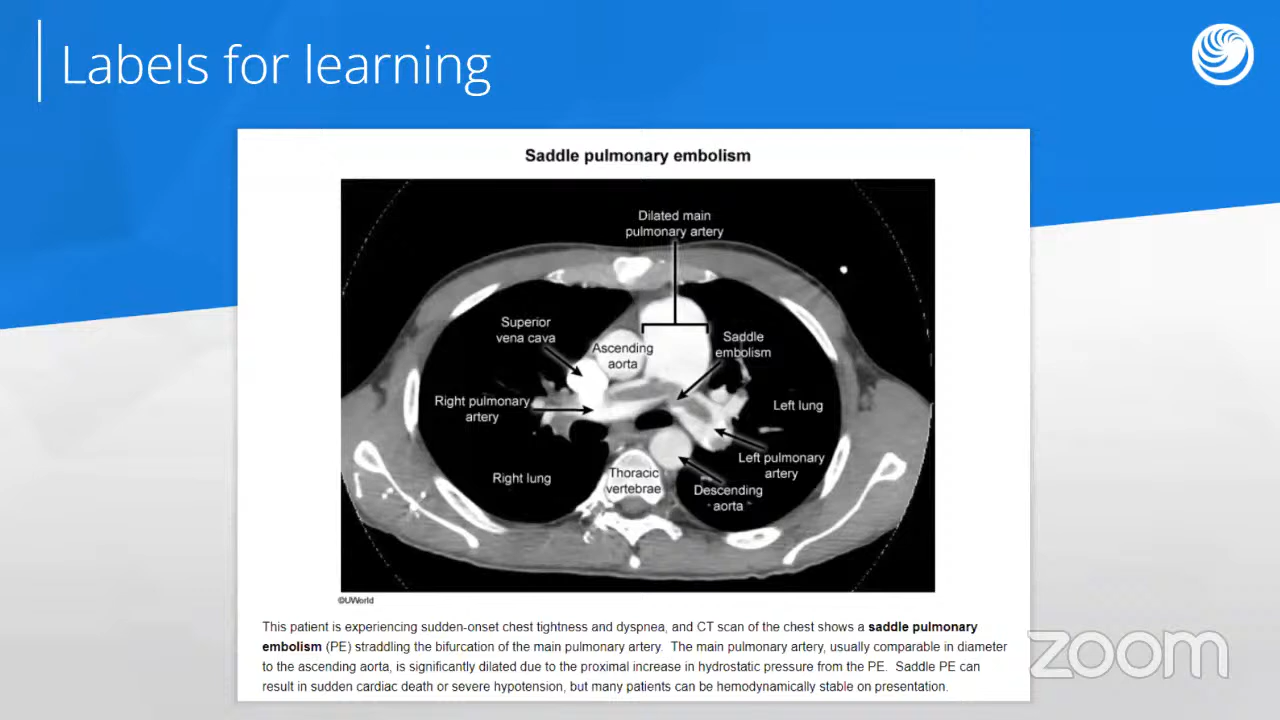 Labels for learning
Saddle pulmonary embolism
Dilated main
pulmonary artery
Superior
vena cava
Ascending
aorta
Saddle
embolism
Right pulmonary
artery
Left lung
Left pulmonary
artery
Right lung
Thoracic
vertebrae
Descending
aorta
©UWorld
This patient is experiencing sudden-onset chest tightness and dyspnea, and CT scan of the chest shows a saddle pulmonary
embolism (PE) straddling the bifurcation of the main pulmonary artery. The main pulmonary artery, usually comparable in diameter
to the ascending aorta, is significantly dilated due to the proximal increase in hydrostatic pressure from the PE. Saddle PE can
result in sudden cardiac death or severe hypotension, but many patients can be hemodynamically stable on presentation.
zoom